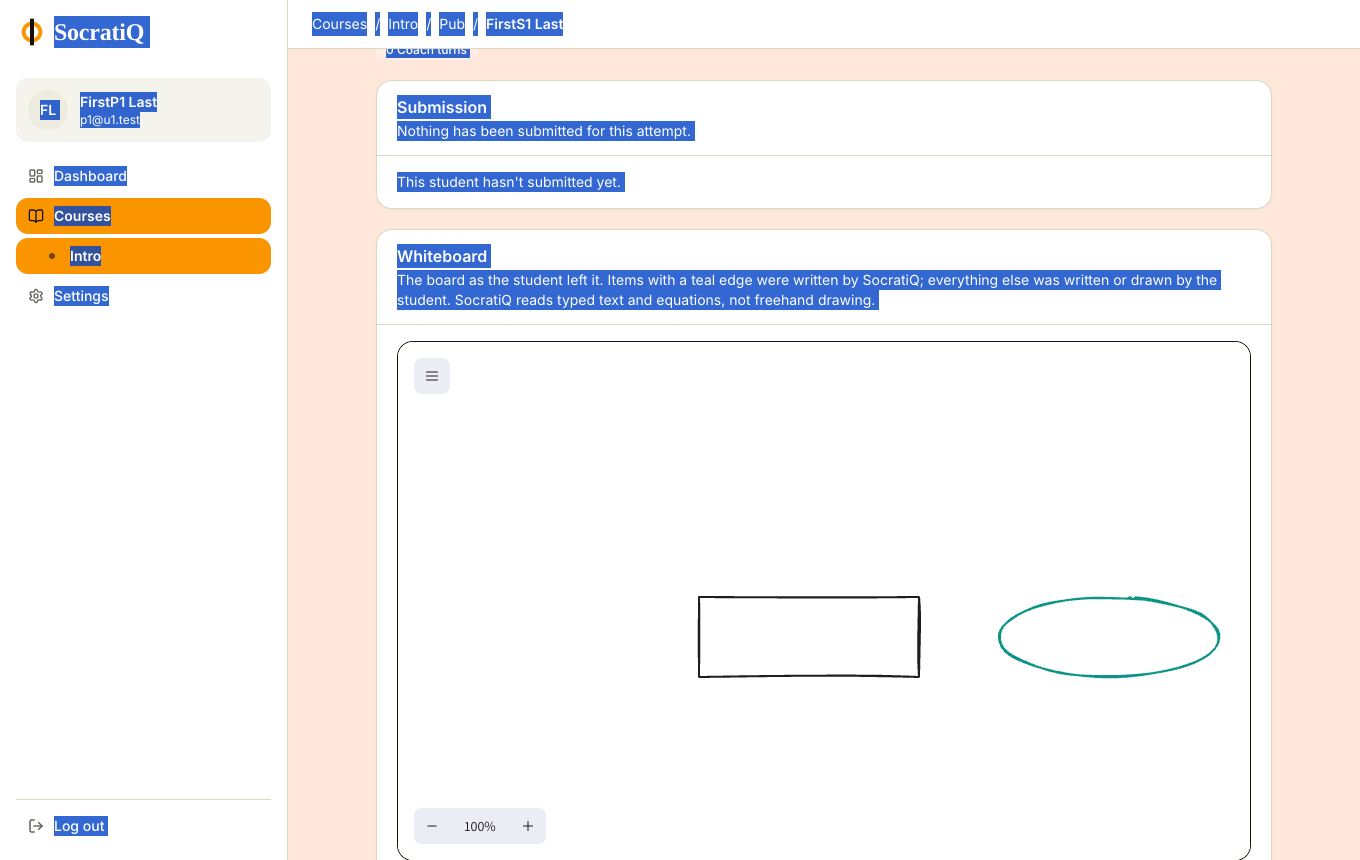 SocratiQ
FL
FirstP1 Last
p1@u1.test
Dashboard
Courses
Intro
Settings
Log out
Courses / Intro / Pub / FirstS1 Last
0 Coach turns
Submission
Nothing has been submitted for this attempt.
This student hasn't submitted yet.
Whiteboard
The board as the student left it. Items with a teal edge were written by SocratiQ; everything else was written or drawn by the
student. SocratiQ reads typed text and equations, not freehand drawing.
100%